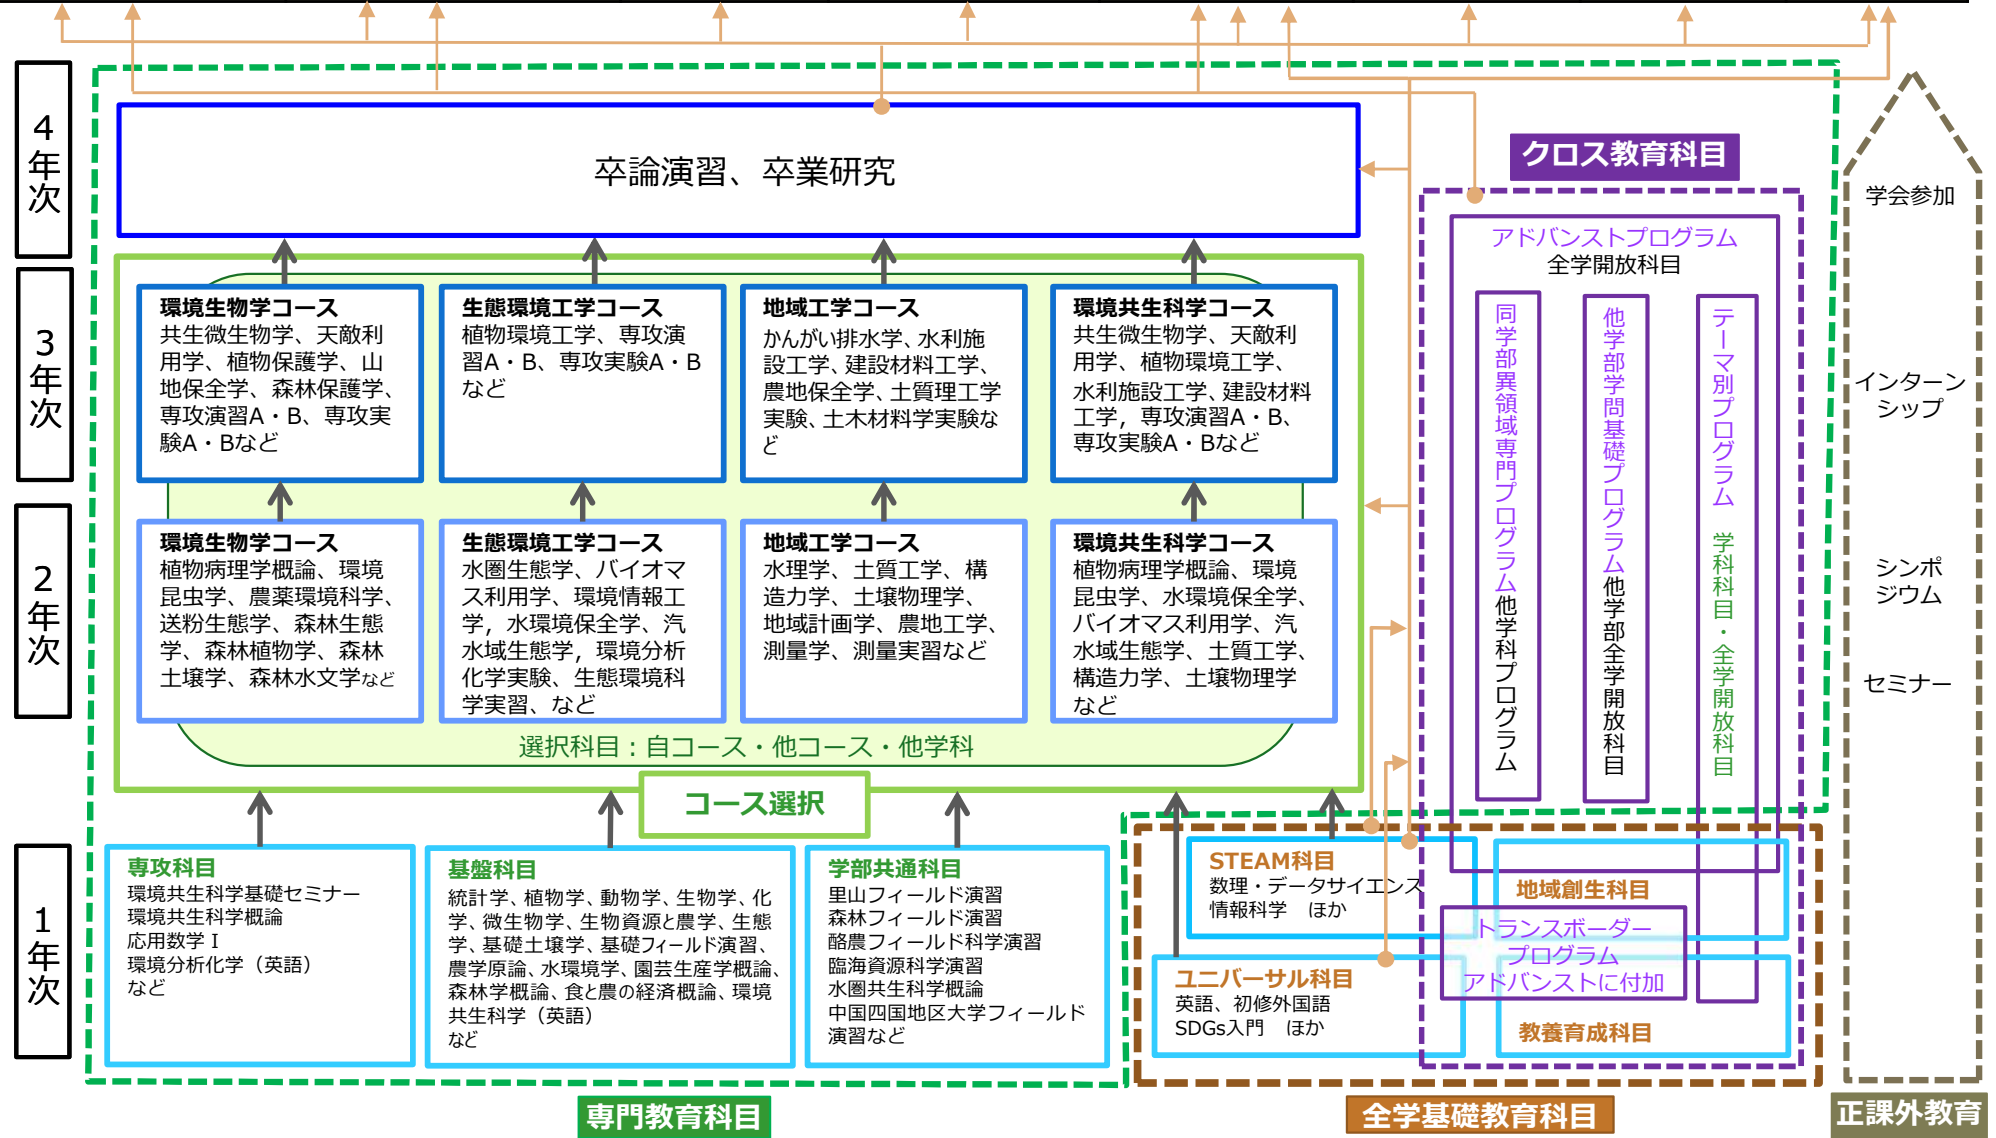 4年次
卒論演習、卒業研究
クロス教育科目
アドバンストプログラム
全学開放科目
同学部異領域専門プログラム他学科プログラム
他学部学問基礎プログラム他学部全学開放科目
テーマ別プログラム 学科科目・全学開放科目
学会参加
インターン
シップ
シンポ
ジウム
セミナー
3年次
環境生物学コース
共生微生物学、天敵利
用学、植物保護学、山
地保全学、森林保護学、
専攻演習A・B、専攻実
験A・Bなど
生態環境工学コース
植物環境工学、専攻演
習A・B、専攻実験A・B
など
地域工学コース
かんがい排水学、水利施
設工学、建設材料工学、
農地保全学、土質理工学
実験、土木材料学実験な
ど
環境共生科学コース
共生微生物学、天敵利
用学、植物環境工学、
水利施設工学、建設材料
工学，専攻演習A・B、
専攻実験A・Bなど
2年次
環境生物学コース
植物病理学概論、環境
昆虫学、農薬環境科学、
送粉生態学、森林生態
学、森林植物学、森林
土壌学、森林水文学など
生態環境工学コース
水圏生態学、バイオマ
ス利用学、環境情報工
学，水環境保全学、汽
水域生態学，環境分析
化学実験、生態環境科
学実習、など
地域工学コース
水理学、土質工学、構
造力学、土壌物理学、
地域計画学、農地工学、
測量学、測量実習など
環境共生科学コース
植物病理学概論、環境
昆虫学、水環境保全学、
バイオマス利用学、汽
水域生態学、土質工学、
構造力学、土壌物理学
など
選択科目：自コース・他コース・他学科
コース選択
1年次
専攻科目
環境共生科学基礎セミナー
環境共生科学概論
応用数学Ⅰ
環境分析化学（英語）
など
基盤科目
統計学、植物学、動物学、生物学、化
学、微生物学、生物資源と農学、生態
学、基礎土壌学、基礎フィールド演習、
農学原論、水環境学、園芸生産学概論、
森林学概論、食と農の経済概論、環境
共生科学（英語）
など
学部共通科目
里山フィールド演習
森林フィールド演習
酪農フィールド科学演習
臨海資源科学演習
水圏共生科学概論
中国四国地区大学フィールド
演習など
STEAM科目
数理・データサイエンス
情報科学 ほか
地域創生科目
トランスボーダー
プログラム
アドバンストに付加
ユニバーサル科目
英語、初修外国語
SDGs入門 ほか
教養育成科目
専門教育科目
全学基礎教育科目
正課外教育